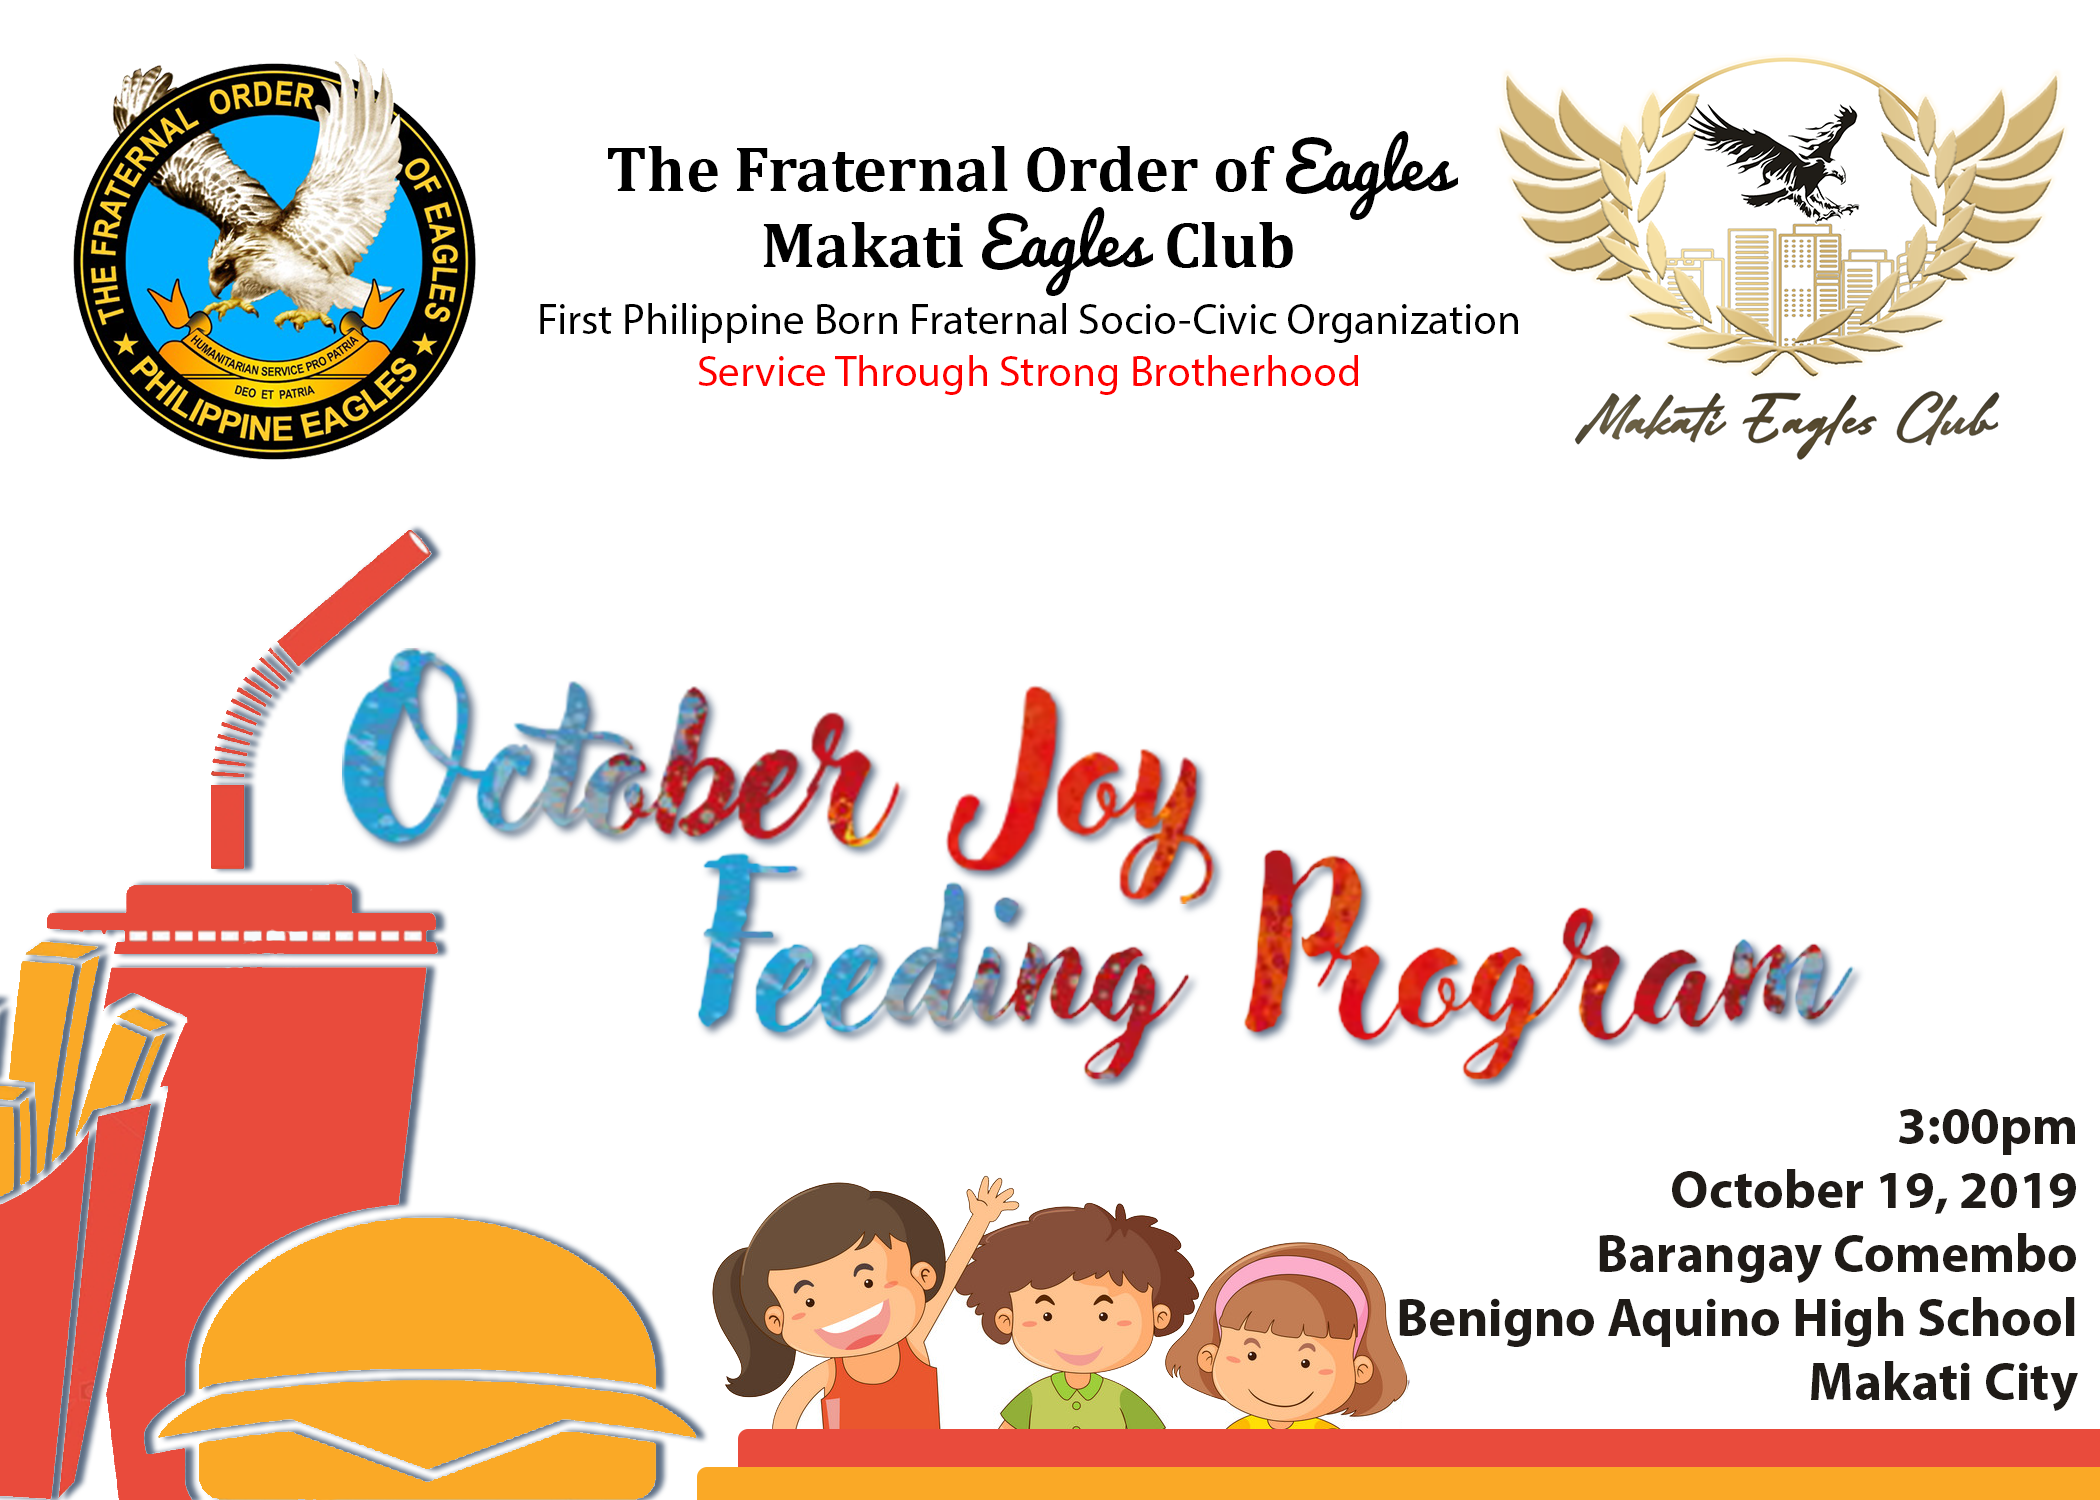 THE FRATERNAL ORDER OF EAGLES
HUMANITARIAN SERVICE PRO PATRIA
DEO ET PATRIA
★ PHILIPPINE EAGLES ★
The Fraternal Order of Eagles
Makati Eagles Club
First Philippine Born Fraternal Socio-Civic Organization
Service Through Strong Brotherhood
Makati Eagles Club
October Joy
Feeding Program
3:00pm
October 19, 2019
Barangay Comembo
Benigno Aquino High School
Makati City